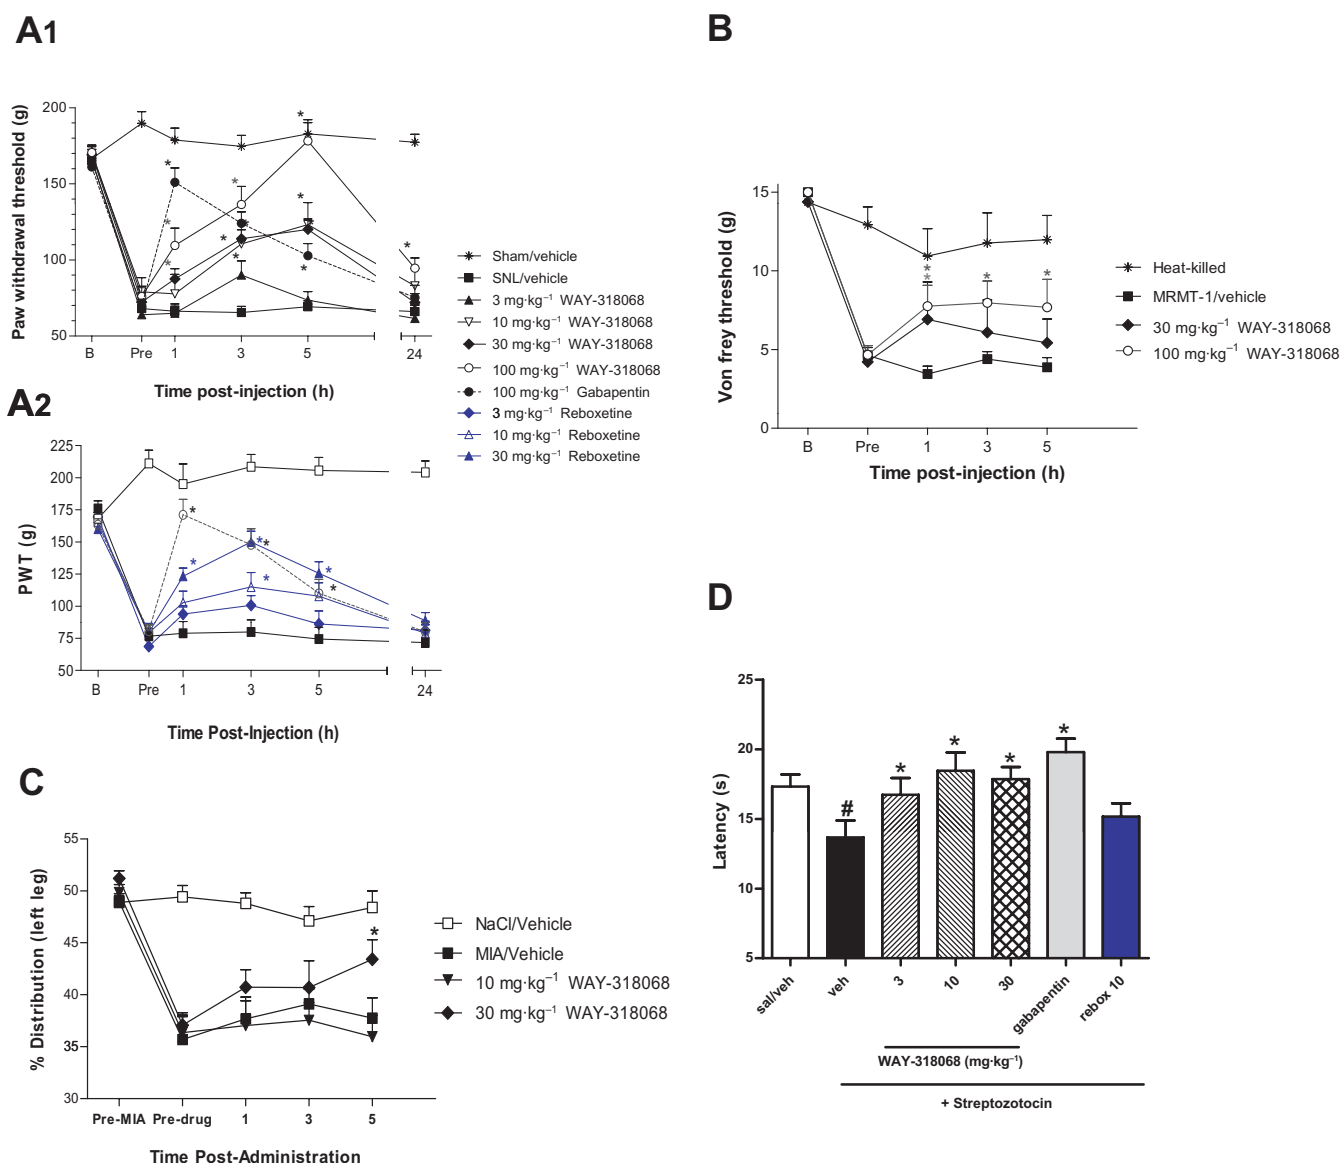 A1
Paw withdrawal threshold (g)
200
150
100
50
B Pre 1 3 5 24
Time post-injection (h)
Sham/vehicle
SNL/vehicle
3 mg·kg⁻¹ WAY-318068
10 mg·kg⁻¹ WAY-318068
30 mg·kg⁻¹ WAY-318068
100 mg·kg⁻¹ WAY-318068
100 mg·kg⁻¹ Gabapentin
3 mg·kg⁻¹ Reboxetine
10 mg·kg⁻¹ Reboxetine
30 mg·kg⁻¹ Reboxetine
A2
PWT (g)
225
200
175
150
125
100
75
50
B Pre 1 3 5 24
Time Post-Injection (h)
B
Von frey threshold (g)
15
10
5
0
B Pre 1 3 5
Time post-injection (h)
Heat-killed
MRMT-1/vehicle
30 mg·kg⁻¹ WAY-318068
100 mg·kg⁻¹ WAY-318068
C
% Distribution (left leg)
55
50
45
40
35
30
Pre-MIA Pre-drug 1 3 5
Time Post-Administration
*
NaCl/Vehicle
MIA/Vehicle
10 mg·kg⁻¹ WAY-318068
30 mg·kg⁻¹ WAY-318068
D
Latency (s)
25
20
15
10
5
# * * * *
sal/veh veh 3 10 30 gabapentin rebox 10
WAY-318068 (mg·kg⁻¹)
+ Streptozotocin